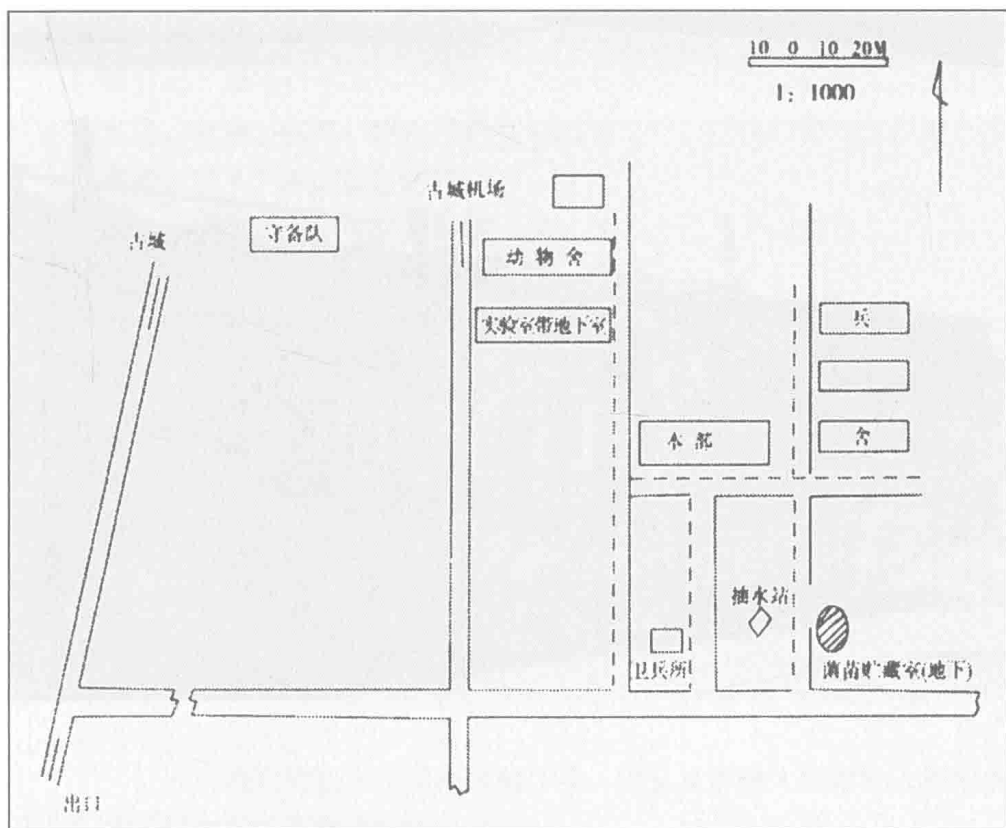 10 0 10 20M
1: 1000
古城机场
古城
守备队
动物舍
实验室带地下室
兵
本部
舍
抽水站
卫兵所
菌苗贮藏室(地下)
出口